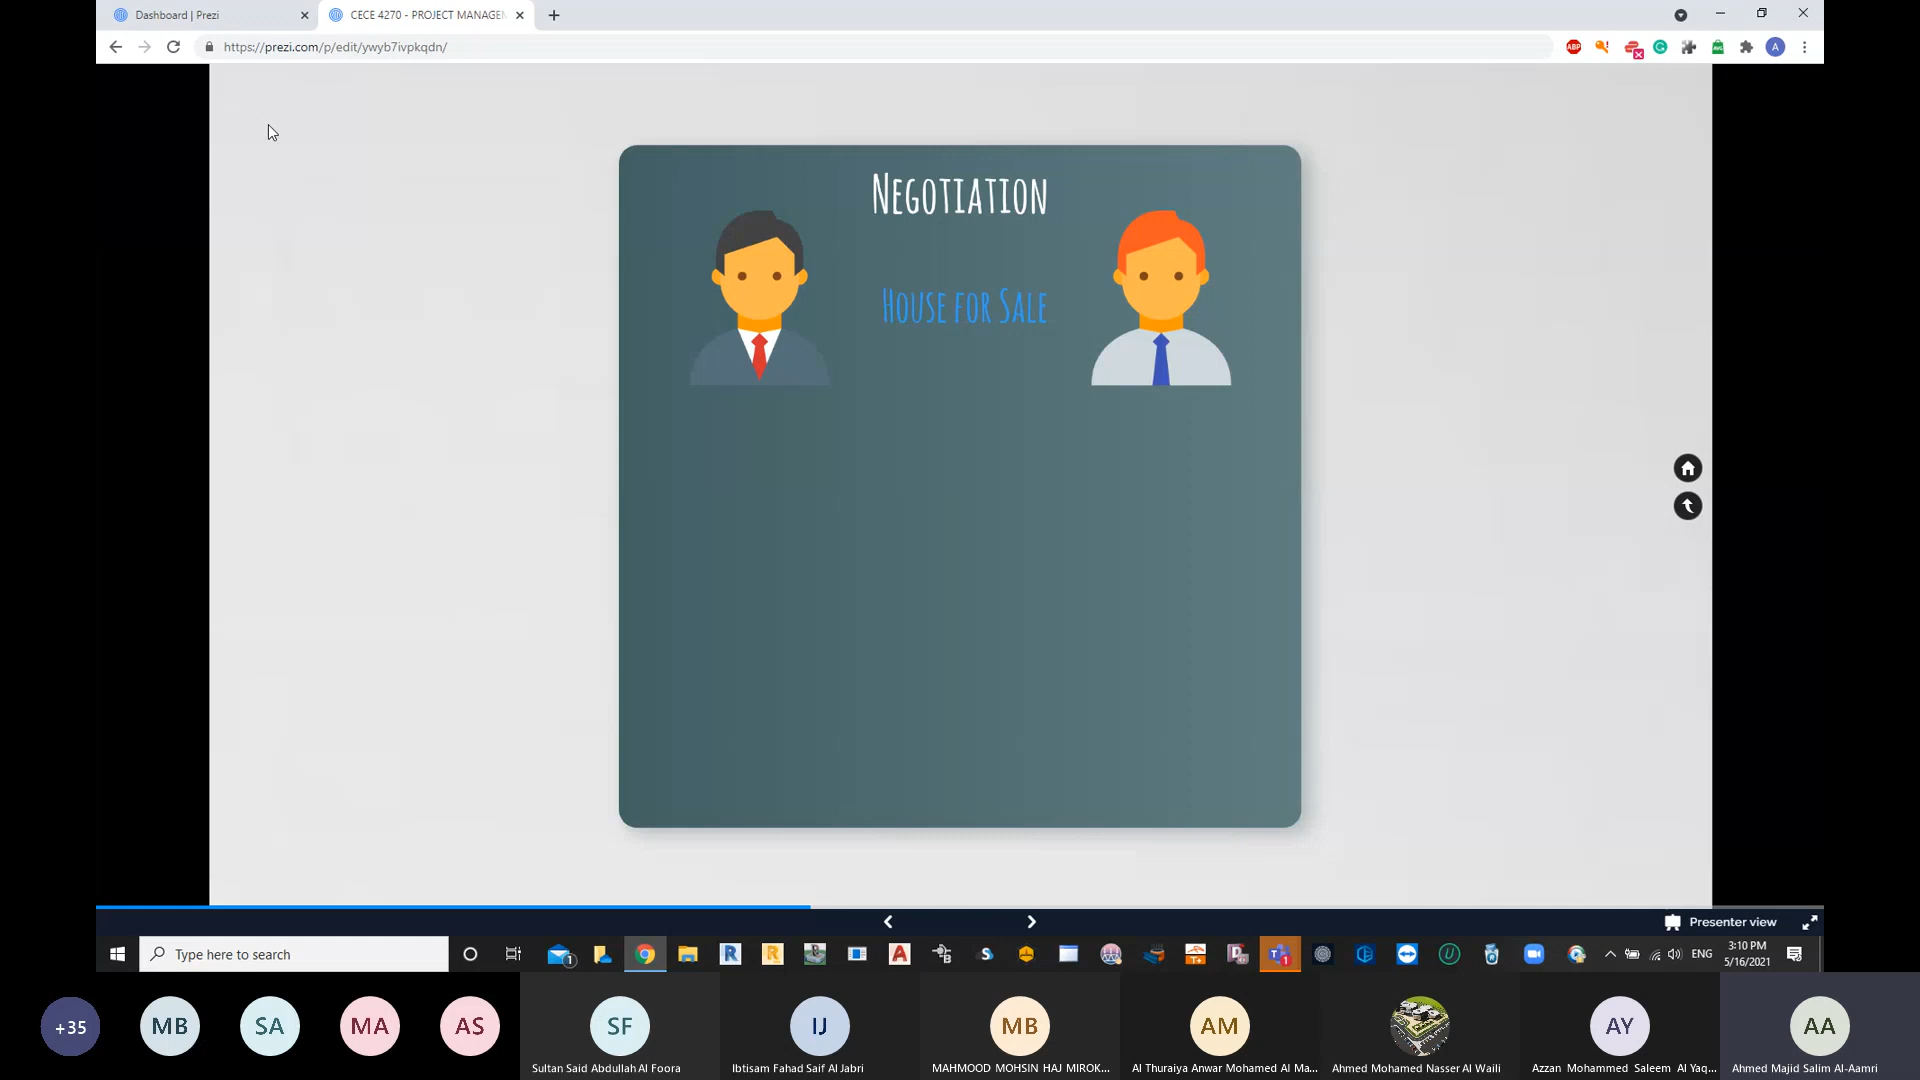 Dashboard | Prezi
CECE 4270 - PROJECT MANAGEM
https://prezi.com/p/edit/ywyb7ivpkqdn/
ABP
A
NEGOTIATION
HOUSE FOR SALE
Presenter view
Type here to search
ENG
3:10 PM
5/16/2021
+35
MB
SA
MA
AS
SF
IJ
MB
AM
AY
AA
Sultan Said Abdullah Al Foora
Ibtisam Fahad Saif Al Jabri
MAHMOOD MOHSIN HAJ MIROK...
Al Thuraiya Anwar Mohamed Al Ma...
Ahmed Mohamed Nasser Al Waili
Azzan Mohammed Saleem Al Yaq...
Ahmed Majid Salim Al-Aamri